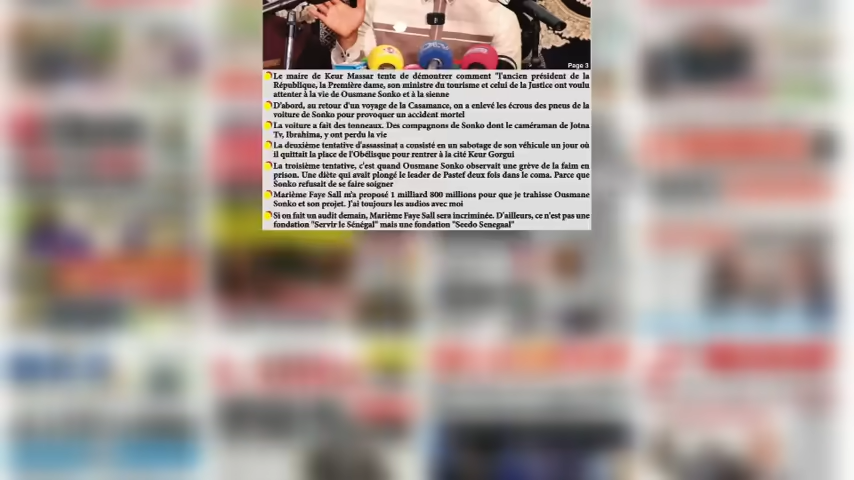 Page 3
Le maire de Keur Massar tente de démontrer comment "l'ancien président de la
République, la Première dame, son ministre du tourisme et celui de la Justice ont voulu
attenter à la vie de Ousmane Sonko et à la sienne
D'abord, au retour d'un voyage de la Casamance, on a enlevé les écrous des pneus de la
voiture de Sonko pour provoquer un accident mortel
La voiture a fait des tonneaux. Des compagnons de Sonko dont le caméraman de Jotna
Tv, Ibrahima, y ont perdu la vie
La deuxième tentative d'assassinat a consisté en un sabotage de son véhicule un jour où
il quittait la place de l'Obélisque pour rentrer à la cité Keur Gorgui
La troisième tentative, c'est quand Ousmane Sonko observait une grève de la faim en
prison. Une diète qui avait plongé le leader de Pastef deux fois dans le coma. Parce que
Sonko refusait de se faire soigner
Marième Faye Sall m'a proposé 1 milliard 800 millions pour que je trahisse Ousmane
Sonko et son projet. J'ai toujours les audios avec moi
Si on fait un audit demain, Marième Faye Sall sera incriminée. D'ailleurs, ce n'est pas une
fondation "Servir le Sénégal" mais une fondation "Seedo Senegaal"